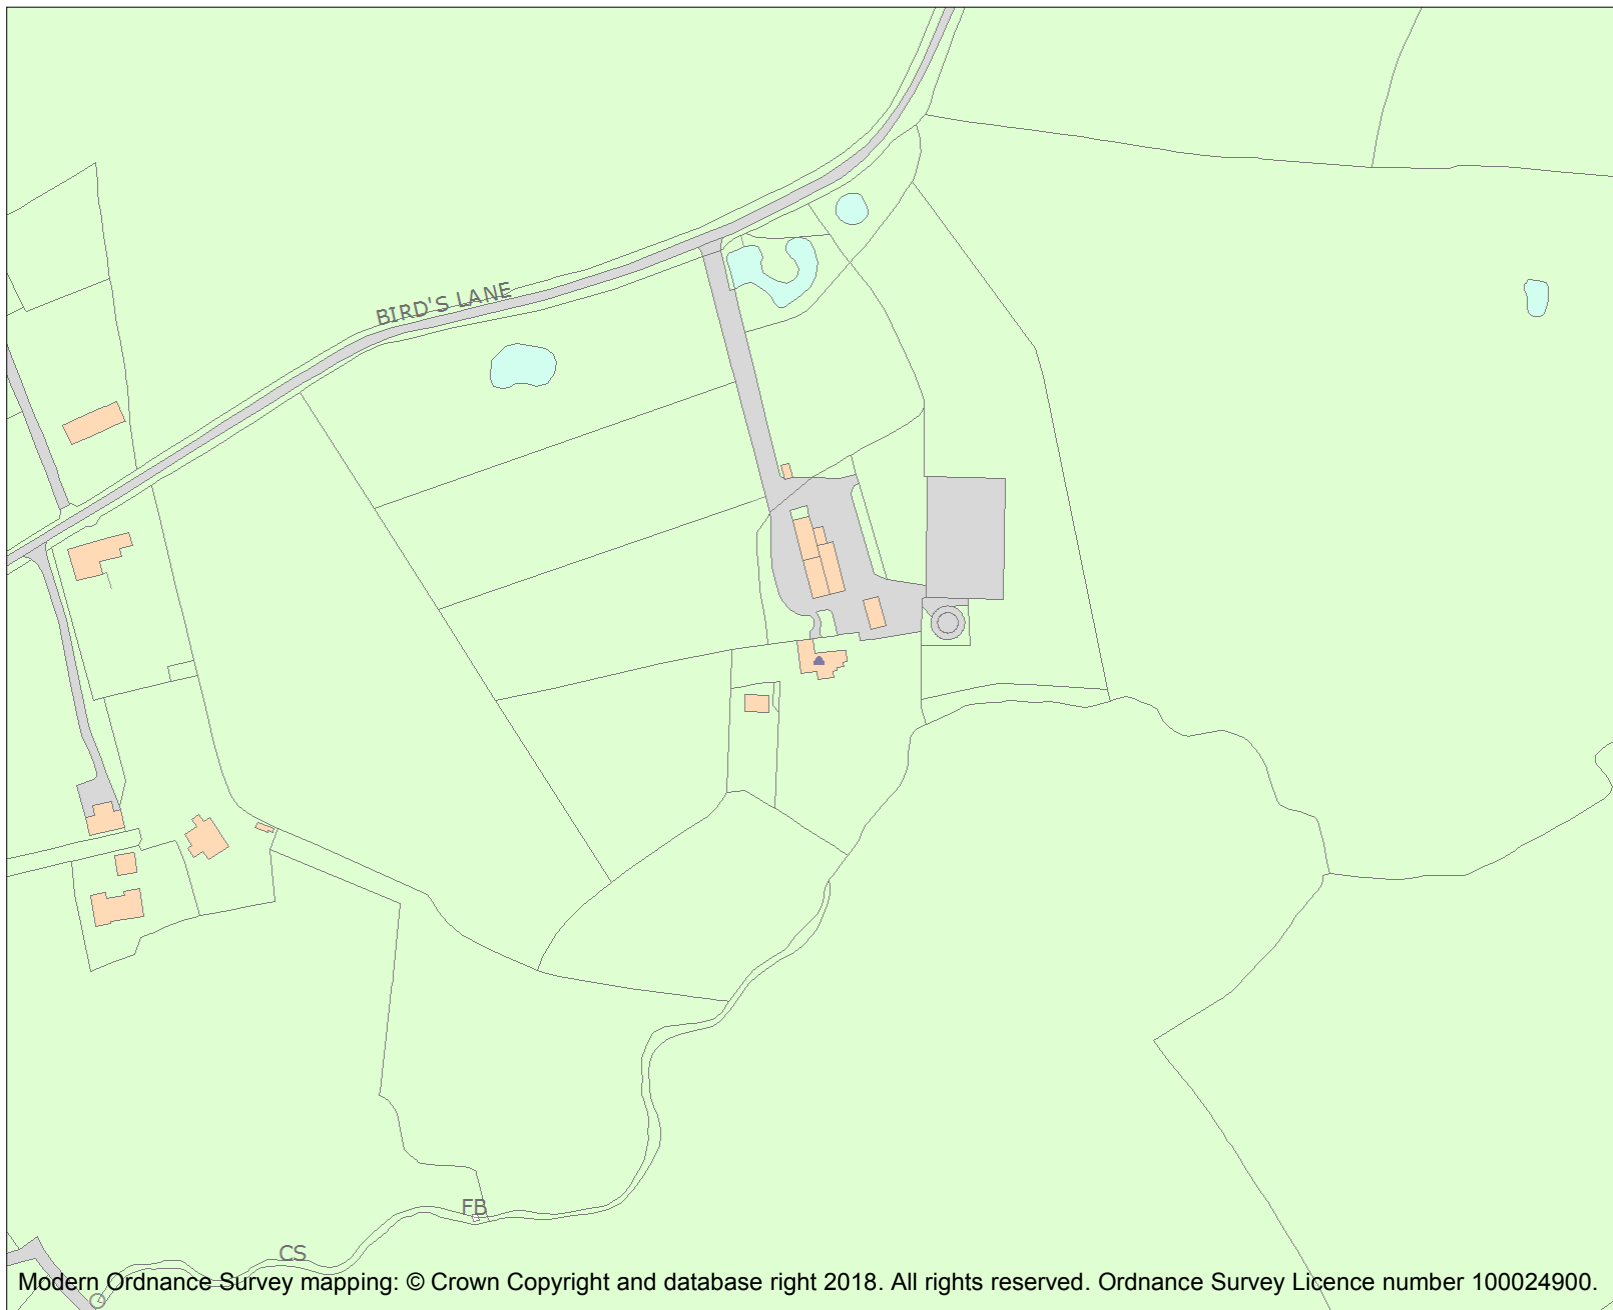 BIRD'S LANE
FB
CS
Modern Ordnance Survey mapping: © Crown Copyright and database right 2018. All rights reserved. Ordnance Survey Licence number 100024900.